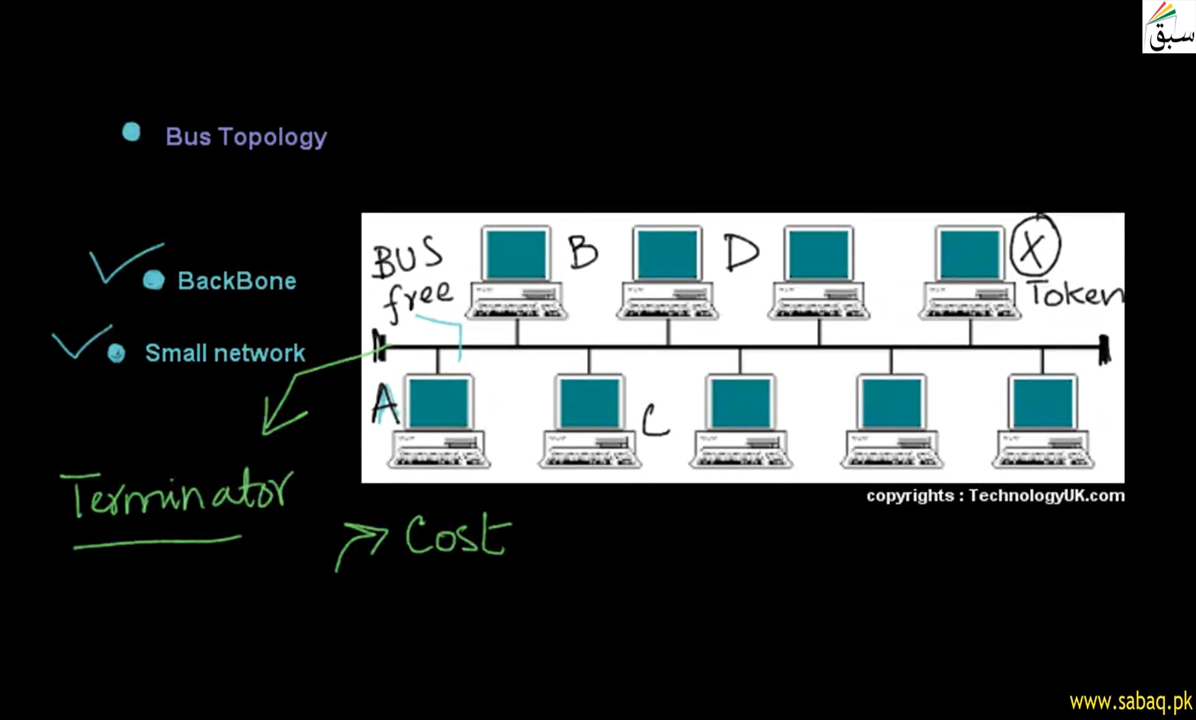 سبق
Bus Topology
BackBone
Small network
BUS
free
B
D
X
Token
A
C
copyrights : TechnologyUK.com
Terminator
Cost
www.sabaq.pk